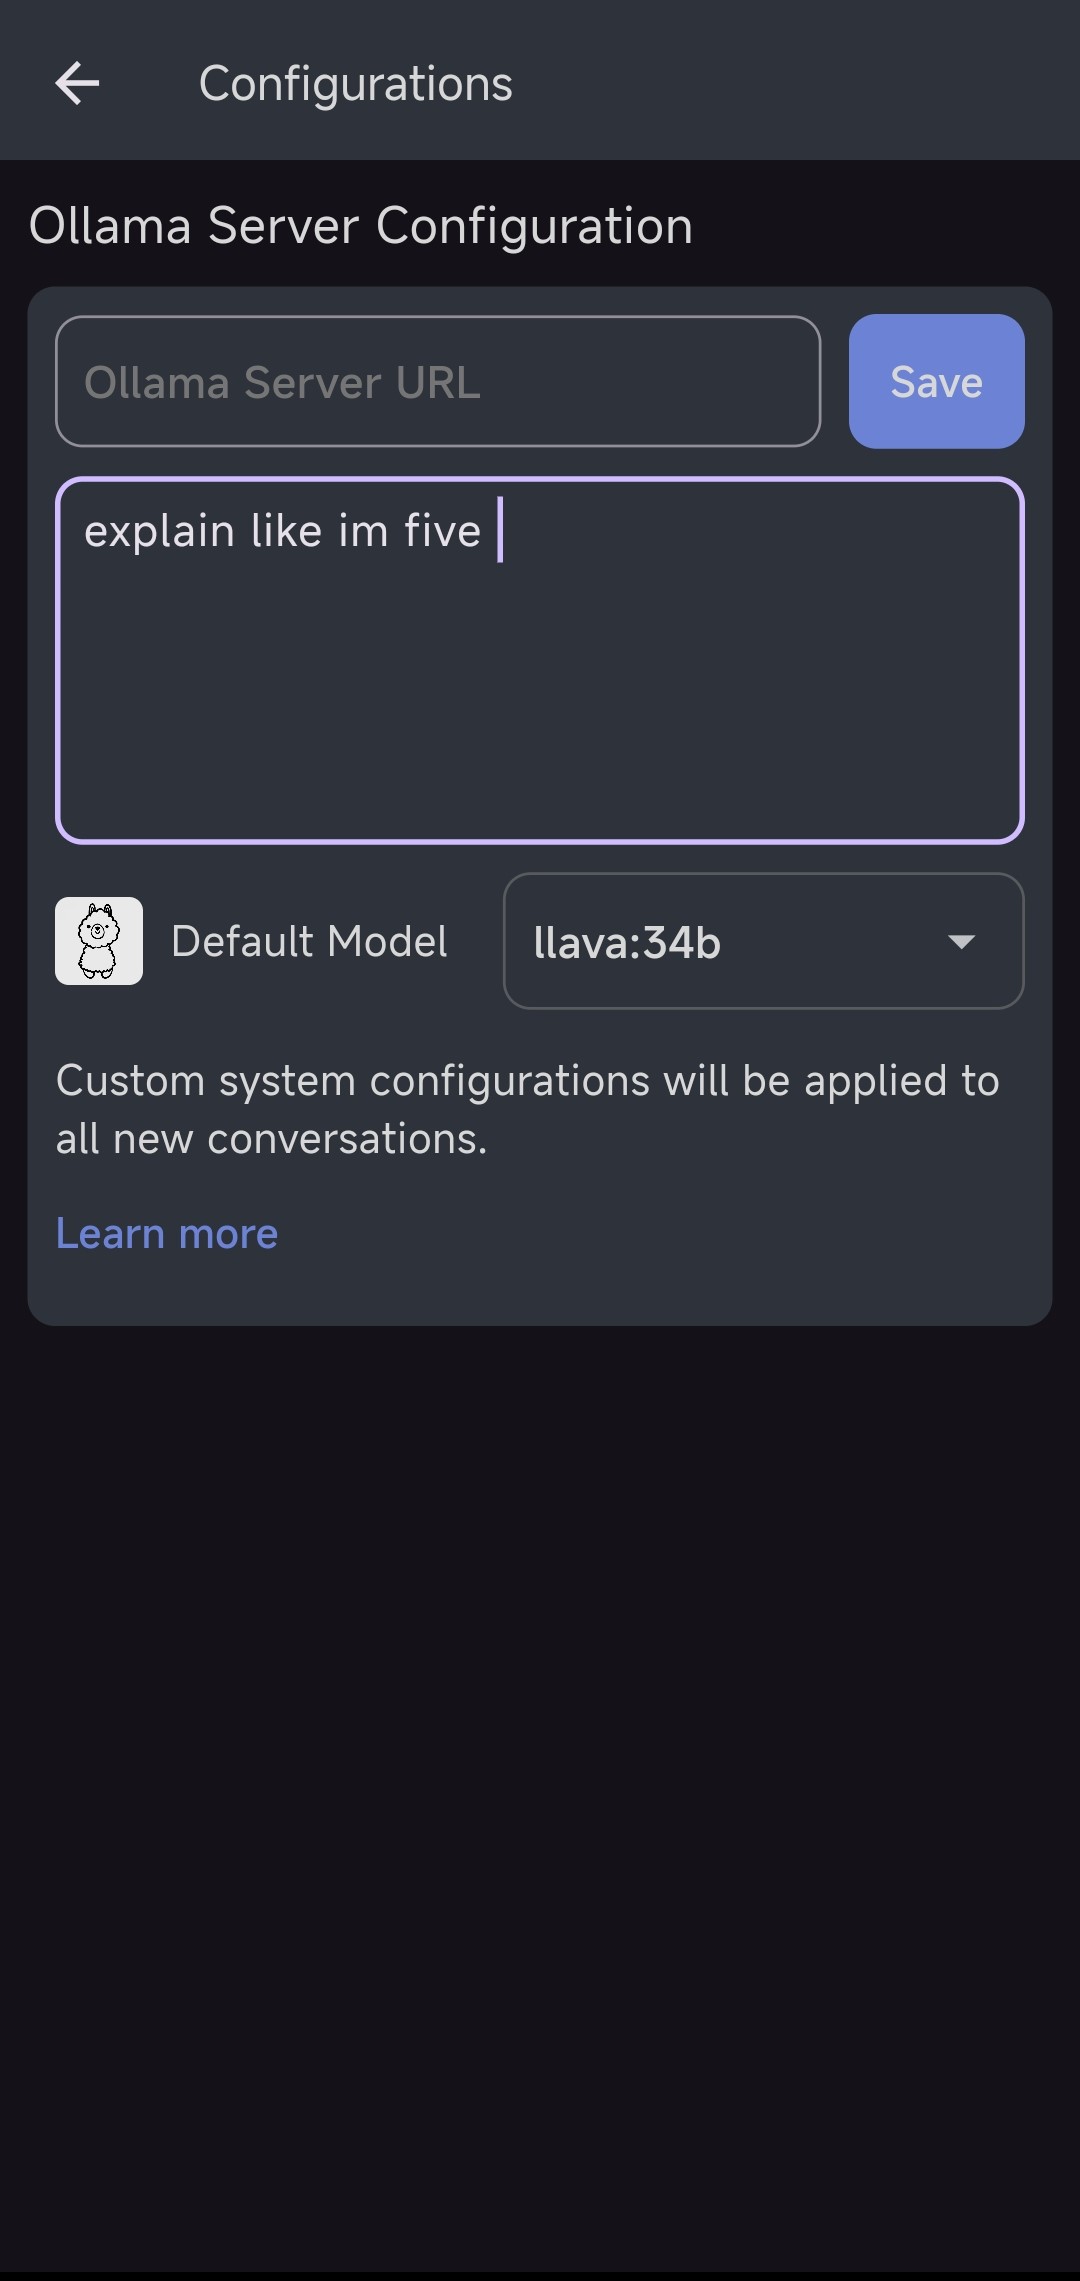 Configurations
Ollama Server Configuration
Ollama Server URL
Save
explain like im five
Default Model
llava:34b
Custom system configurations will be applied to
all new conversations.
Learn more